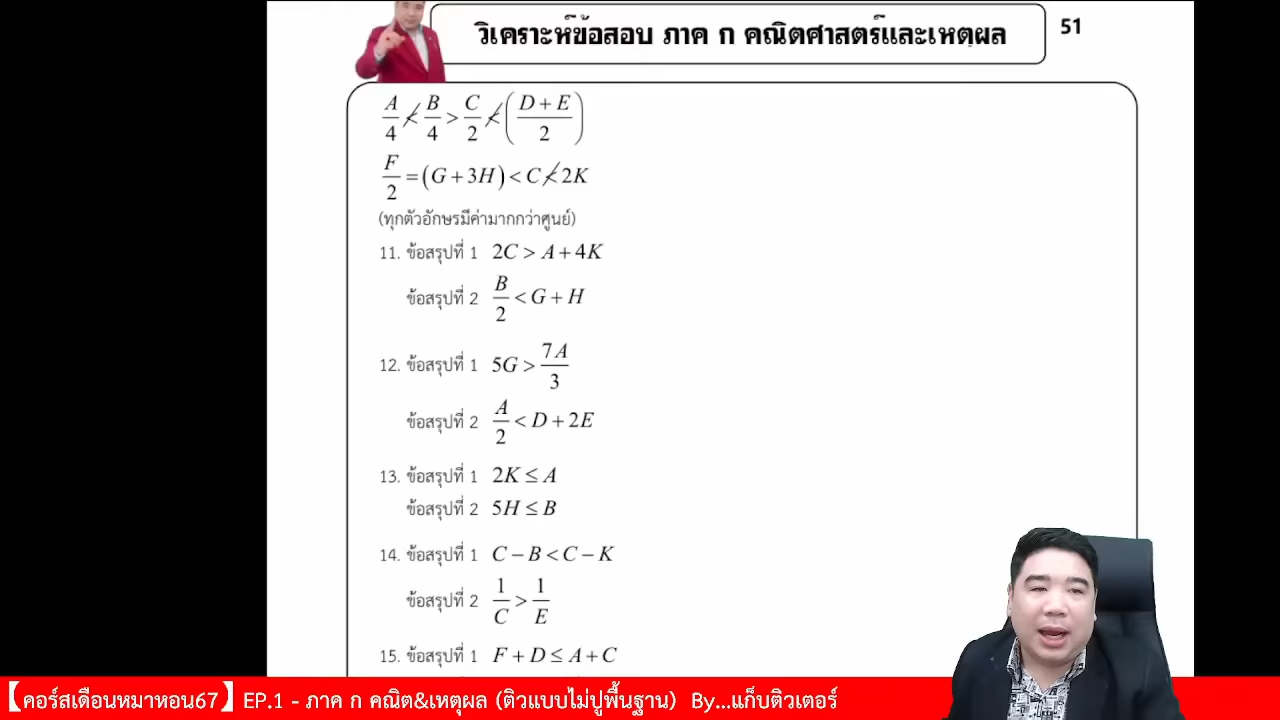 วิเคราะห์ข้อสอบ ภาค ก คณิตศาสตร์และเหตุผล 51
A/4 ≮ B/4 > C/2 ≮ ((D + E)/2)
F/2 = (G + 3H) < C ≮ 2K
(ทุกตัวอักษรมีค่ามากกว่าศูนย์)
11. ข้อสรุปที่ 1 2C > A + 4K
ข้อสรุปที่ 2 B/2 < G + H
12. ข้อสรุปที่ 1 5G > 7A/3
ข้อสรุปที่ 2 A/2 < D + 2E
13. ข้อสรุปที่ 1 2K ≤ A
ข้อสรุปที่ 2 5H ≤ B
14. ข้อสรุปที่ 1 C − B < C − K
ข้อสรุปที่ 2 1/C > 1/E
15. ข้อสรุปที่ 1 F + D ≤ A + C
【คอร์สเดือนหมาหอน67】 EP.1 - ภาค ก คณิต&เหตุผล (ติวแบบไม่ปูพื้นฐาน) By...แก็บติวเตอร์